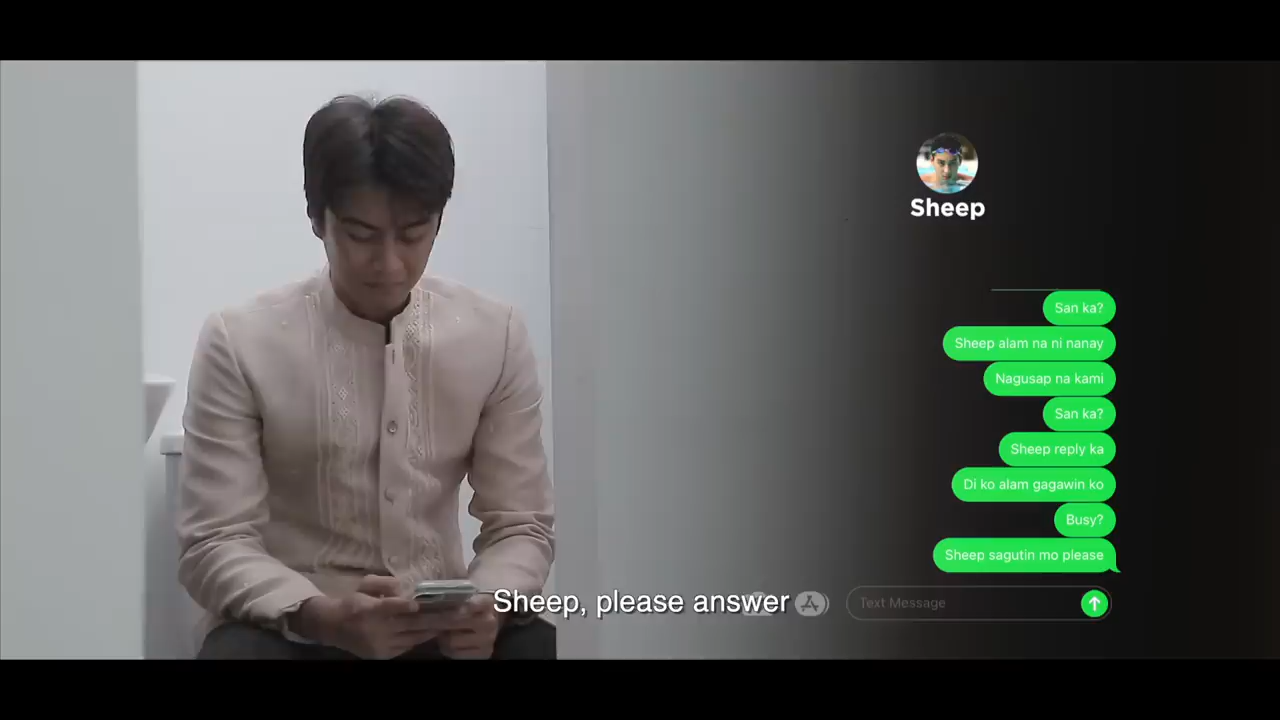 Sheep
San ka?
Sheep alam na ni nanay
Nagusap na kami
San ka?
Sheep reply ka
Di ko alam gagawin ko
Busy?
Sheep sagutin mo please
Text Message
Sheep, please answer